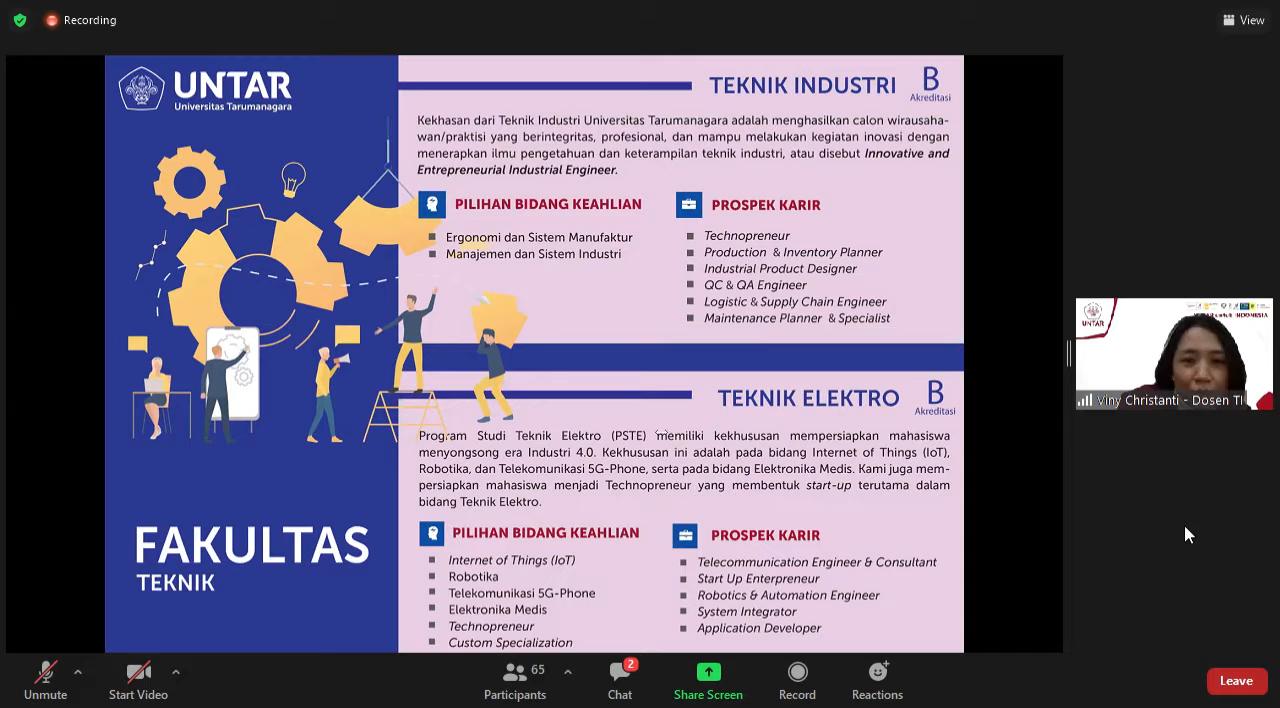 Recording
View
UNTAR
Universitas Tarumanagara
FAKULTAS
TEKNIK
TEKNIK INDUSTRI
B
Akreditasi
Kekhasan dari Teknik Industri Universitas Tarumanagara adalah menghasilkan calon wirausaha-
wan/praktisi yang berintegritas, profesional, dan mampu melakukan kegiatan inovasi dengan
menerapkan ilmu pengetahuan dan keterampilan teknik industri, atau disebut Innovative and
Entrepreneurial Industrial Engineer.
PILIHAN BIDANG KEAHLIAN
Ergonomi dan Sistem Manufaktur
Manajemen dan Sistem Industri
PROSPEK KARIR
Technopreneur
Production & Inventory Planner
Industrial Product Designer
QC & QA Engineer
Logistic & Supply Chain Engineer
Maintenance Planner & Specialist
TEKNIK ELEKTRO
B
Akreditasi
Program Studi Teknik Elektro (PSTE) memiliki kekhususan mempersiapkan mahasiswa
menyongsong era Industri 4.0. Kekhususan ini adalah pada bidang Internet of Things (IoT),
Robotika, dan Telekomunikasi 5G-Phone, serta pada bidang Elektronika Medis. Kami juga mem-
persiapkan mahasiswa menjadi Technopreneur yang membentuk start-up terutama dalam
bidang Teknik Elektro.
PILIHAN BIDANG KEAHLIAN
Internet of Things (IoT)
Robotika
Telekomunikasi 5G-Phone
Elektronika Medis
Technopreneur
Custom Specialization
PROSPEK KARIR
Telecommunication Engineer & Consultant
Start Up Enterpreneur
Robotics & Automation Engineer
System Integrator
Application Developer
UNTAR
untuk INDONESIA
Viny Christanti - Dosen TI
Unmute
Start Video
65
Participants
2
Chat
Share Screen
Record
Reactions
Leave